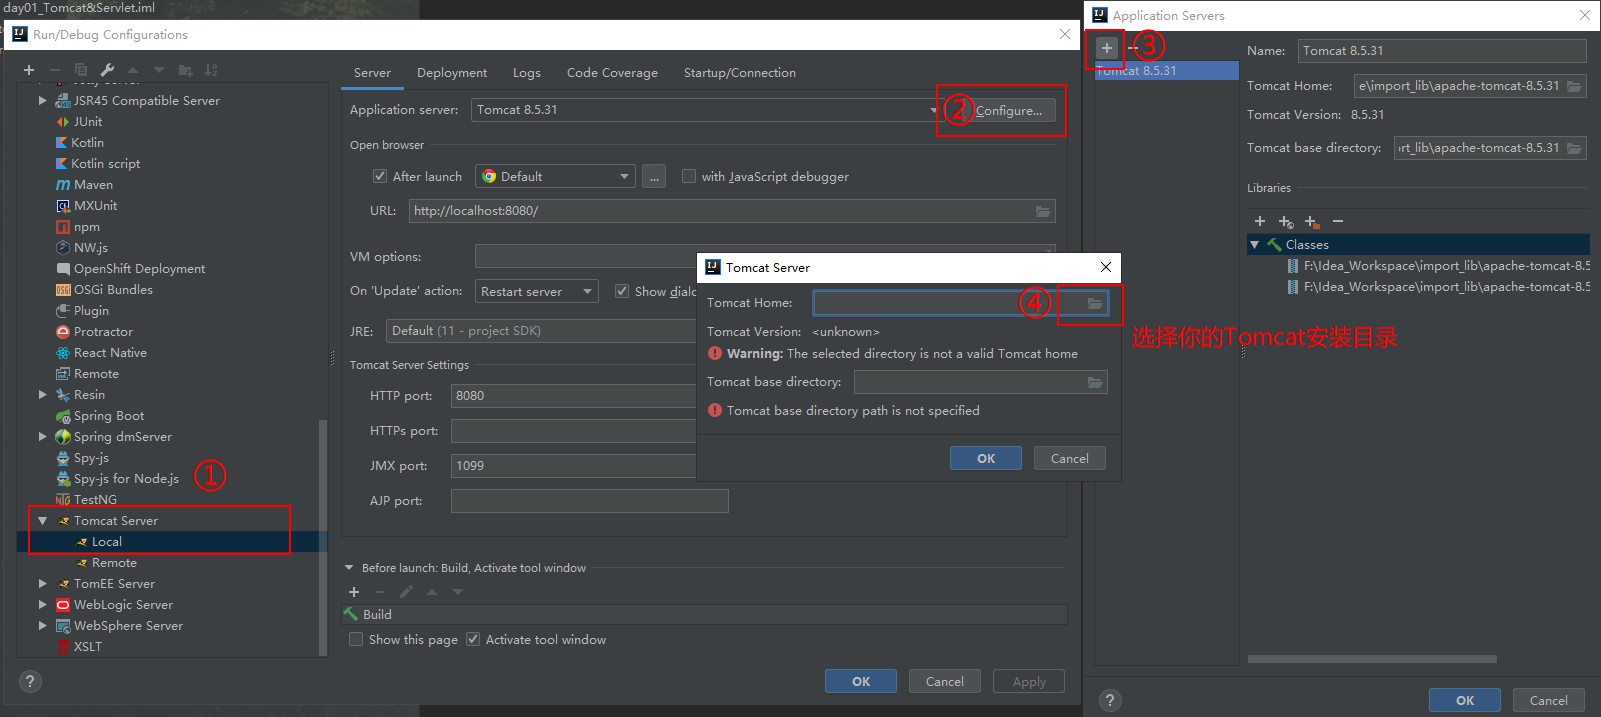 day01_Tomcat&Servlet.iml
Run/Debug Configurations
JSR45 Compatible Server
JUnit
Kotlin
Kotlin script
Maven
MXUnit
npm
NW.js
OpenShift Deployment
OSGi Bundles
Plugin
Protractor
React Native
Remote
Resin
Spring Boot
Spring dmServer
Spy-js
Spy-js for Node.js
①
TestNG
Tomcat Server
Local
Remote
TomEE Server
WebLogic Server
WebSphere Server
XSLT
Server Deployment Logs Code Coverage Startup/Connection
Application server: Tomcat 8.5.31 ② Configure...
Open browser
After launch Default ... with JavaScript debugger
URL: http://localhost:8080/
VM options:
On 'Update' action: Restart server Show
JRE: Default (11 - project SDK)
Tomcat Server Settings
HTTP port: 8080
HTTPs port:
JMX port: 1099
AJP port:
Before launch: Build, Activate tool window
Build
Show this page Activate tool window
? OK Cancel Apply
Tomcat Server
Tomcat Home: ④
Tomcat Version: <unknown>
Warning: The selected directory is not a valid Tomcat home
Tomcat base directory:
Tomcat base directory path is not specified
OK Cancel
选择你的Tomcat安装目录
Application Servers
③
Tomcat 8.5.31
Name: Tomcat 8.5.31
Tomcat Home: e\import_lib\apache-tomcat-8.5.31
Tomcat Version: 8.5.31
Tomcat base directory: rt_lib\apache-tomcat-8.5.31
Libraries
Classes
F:\Idea_Workspace\import_lib\apache-tomcat-8.5
F:\Idea_Workspace\import_lib\apache-tomcat-8.5
? OK Cancel